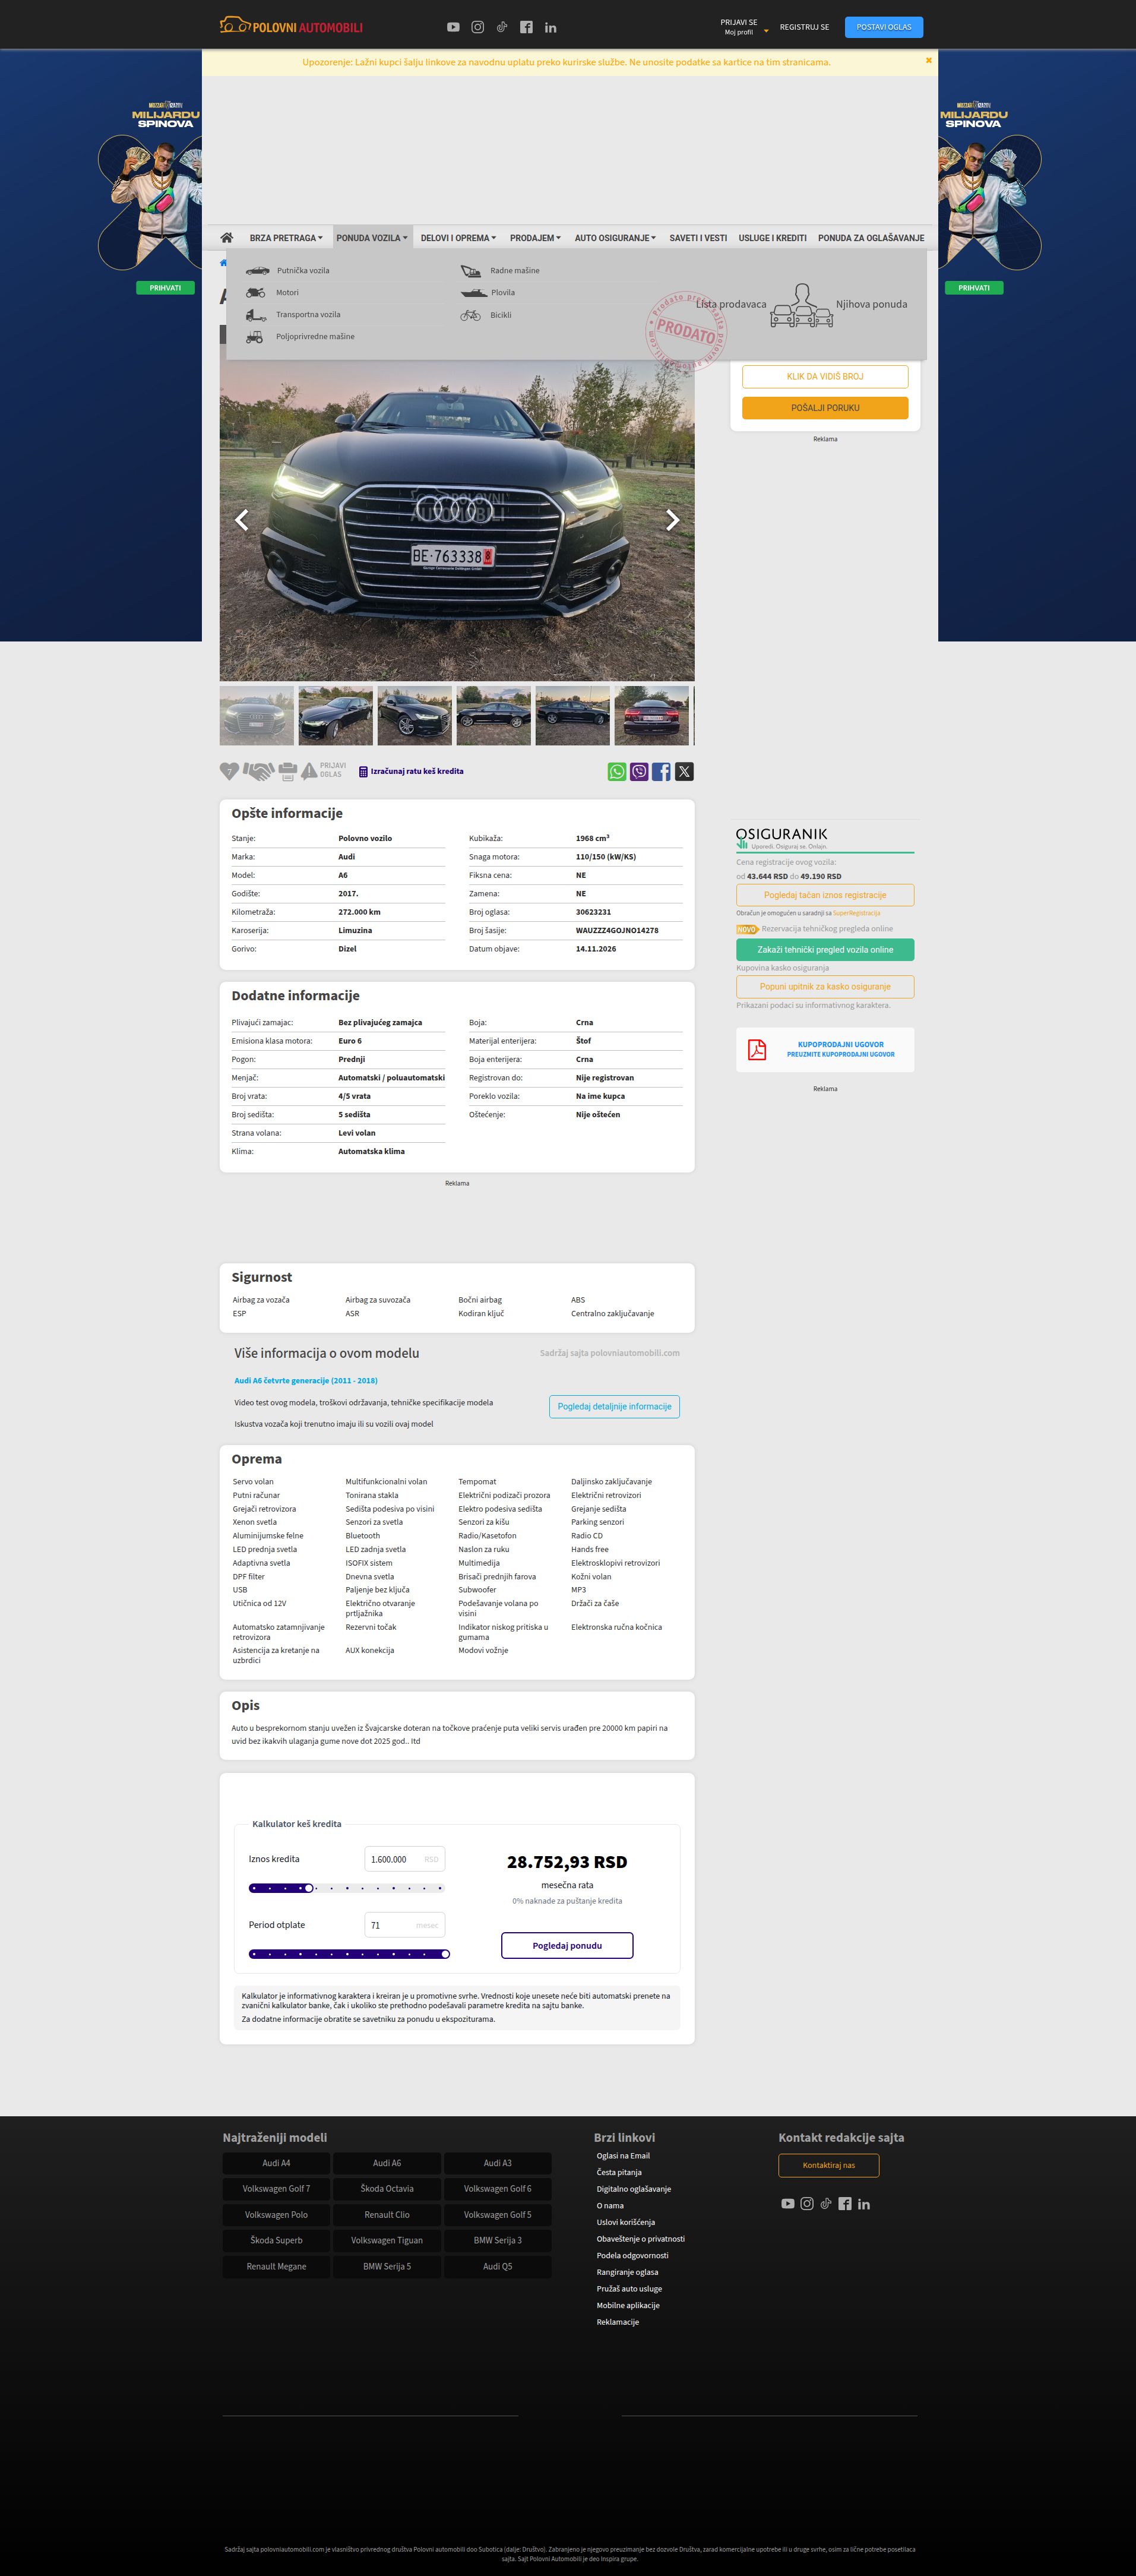 POLOVNI AUTOMOBILI
PRIJAVI SE
Moj profil
REGISTRUJ SE
POSTAVI OGLAS
Upozorenje: Lažni kupci šalju linkove za navodnu uplatu preko kurirske službe. Ne unosite podatke sa kartice na tim stranicama.
MILIJARDU
SPINOVA
PRIHVATI
MILIJARDU
SPINOVA
PRIHVATI
BRZA PRETRAGA
PONUDA VOZILA
DELOVI I OPREMA
PRODAJEM
AUTO OSIGURANJE
SAVETI I VESTI
USLUGE I KREDITI
PONUDA ZA OGLAŠAVANJE
Putnička vozila
Radne mašine
Motori
Plovila
Transportna vozila
Bicikli
Poljoprivredne mašine
Lista prodavaca
Njihova ponuda
PRODATO
KLIK DA VIDIŠ BROJ
POŠALJI PORUKU
Reklama
POLOVNI
AUTOMOBILI
BE·763338
7
PRIJAVI
OGLAS
Izračunaj ratu keš kredita
Opšte informacije
Stanje: Polovno vozilo
Marka: Audi
Model: A6
Godište: 2017.
Kilometraža: 272.000 km
Karoserija: Limuzina
Gorivo: Dizel
Kubikaža: 1968 cm³
Snaga motora: 110/150 (kW/KS)
Fiksna cena: NE
Zamena: NE
Broj oglasa: 30623231
Broj šasije: WAUZZZ4GOJNO14278
Datum objave: 14.11.2026
OSIGURANIK
Uporedi. Osiguraj se. Onlajn.
Cena registracije ovog vozila:
od 43.644 RSD do 49.190 RSD
Pogledaj tačan iznos registracije
Obračun je omogućen u saradnji sa SuperRegistracija
NOVO Rezervacija tehničkog pregleda online
Zakaži tehnički pregled vozila online
Kupovina kasko osiguranja
Popuni upitnik za kasko osiguranje
Prikazani podaci su informativnog karaktera.
KUPOPRODAJNI UGOVOR
PREUZMITE KUPOPRODAJNI UGOVOR
Reklama
Dodatne informacije
Plivajući zamajac: Bez plivajućeg zamajca
Emisiona klasa motora: Euro 6
Pogon: Prednji
Menjač: Automatski / poluautomatski
Broj vrata: 4/5 vrata
Broj sedišta: 5 sedišta
Strana volana: Levi volan
Klima: Automatska klima
Boja: Crna
Materijal enterijera: Štof
Boja enterijera: Crna
Registrovan do: Nije registrovan
Poreklo vozila: Na ime kupca
Oštećenje: Nije oštećen
Reklama
Sigurnost
Airbag za vozača Airbag za suvozača Bočni airbag ABS
ESP ASR Kodiran ključ Centralno zaključavanje
Više informacija o ovom modelu
Sadržaj sajta polovniautomobili.com
Audi A6 četvrte generacije (2011 - 2018)
Video test ovog modela, troškovi održavanja, tehničke specifikacije modela
Iskustva vozača koji trenutno imaju ili su vozili ovaj model
Pogledaj detaljnije informacije
Oprema
Servo volan Multifunkcionalni volan Tempomat Daljinsko zaključavanje
Putni računar Tonirana stakla Električni podizači prozora Električni retrovizori
Grejači retrovizora Sedišta podesiva po visini Elektro podesiva sedišta Grejanje sedišta
Xenon svetla Senzori za svetla Senzori za kišu Parking senzori
Aluminijumske felne Bluetooth Radio/Kasetofon Radio CD
LED prednja svetla LED zadnja svetla Naslon za ruku Hands free
Adaptivna svetla ISOFIX sistem Multimedija Elektrosklopivi retrovizori
DPF filter Dnevna svetla Brisači prednjih farova Kožni volan
USB Paljenje bez ključa Subwoofer MP3
Utičnica od 12V Električno otvaranje prtljažnika Podešavanje volana po visini Držači za čaše
Automatsko zatamnjivanje retrovizora Rezervni točak Indikator niskog pritiska u gumama Elektronska ručna kočnica
Asistencija za kretanje na uzbrdici AUX konekcija Modovi vožnje
Opis
Auto u besprekornom stanju uvežen iz Švajcarske doteran na točkove praćenje puta veliki servis urađen pre 20000 km papiri na
uvid bez ikakvih ulaganja gume nove dot 2025 god.. Itd
Kalkulator keš kredita
Iznos kredita 1.600.000 RSD
Period otplate 71 mesec
28.752,93 RSD
mesečna rata
0% naknade za puštanje kredita
Pogledaj ponudu
Kalkulator je informativnog karaktera i kreiran je u promotivne svrhe. Vrednosti koje unesete neće biti automatski prenete na
zvanični kalkulator banke, čak i ukoliko ste prethodno podešavali parametre kredita na sajtu banke.
Za dodatne informacije obratite se savetniku za ponudu u ekspoziturama.
Najtraženiji modeli
Audi A4 Audi A6 Audi A3
Volkswagen Golf 7 Škoda Octavia Volkswagen Golf 6
Volkswagen Polo Renault Clio Volkswagen Golf 5
Škoda Superb Volkswagen Tiguan BMW Serija 3
Renault Megane BMW Serija 5 Audi Q5
Brzi linkovi
Oglasi na Email
Česta pitanja
Digitalno oglašavanje
O nama
Uslovi korišćenja
Obaveštenje o privatnosti
Podela odgovornosti
Rangiranje oglasa
Pružaš auto usluge
Mobilne aplikacije
Reklamacije
Kontakt redakcije sajta
Kontaktiraj nas
Sadržaj sajta polovniautomobili.com je vlasništvo privrednog društva Polovni automobili doo Subotica (dalje: Društvo). Zabranjeno je njegovo preuzimanje bez dozvole Društva, zarad komercijalne upotrebe ili u druge svrhe, osim za lične potrebe posetilaca
sajta. Sajt Polovni Automobili je deo Inspira grupe.